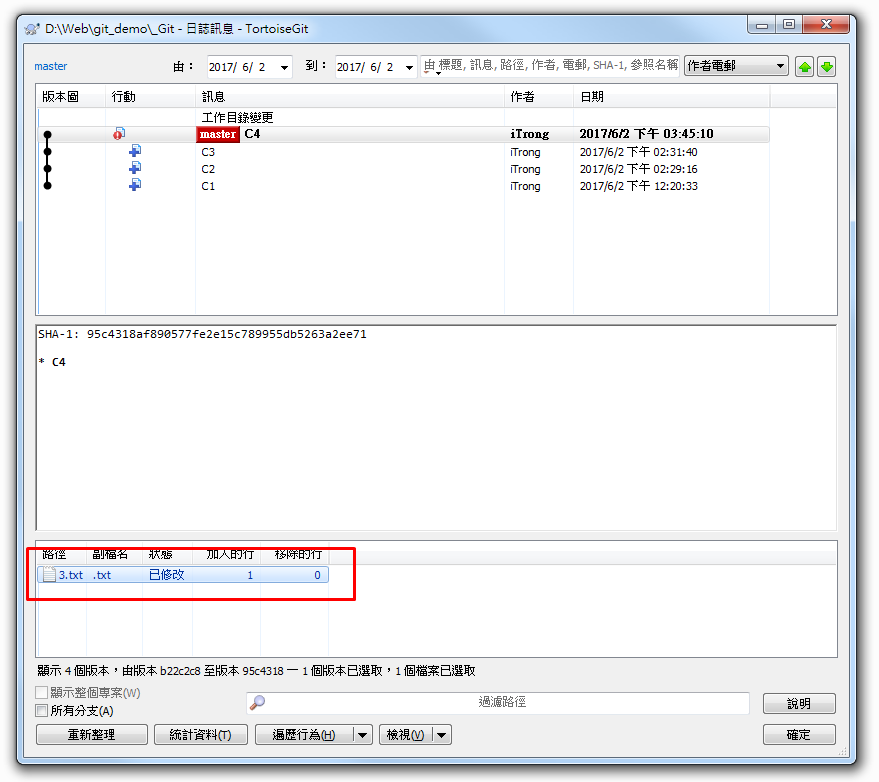 D:\Web\git_demo\_Git - 日誌訊息 - TortoiseGit
master 由： 2017/ 6/ 2 到： 2017/ 6/ 2 由 標題, 訊息, 路徑, 作者, 電郵, SHA-1, 參照名稱 作者電郵
版本圖 行動 訊息 作者 日期
工作目錄變更
master C4 iTrong 2017/6/2 下午 03:45:10
C3 iTrong 2017/6/2 下午 02:31:40
C2 iTrong 2017/6/2 下午 02:29:16
C1 iTrong 2017/6/2 下午 12:20:33
SHA-1: 95c4318af890577fe2e15c789955db5263a2ee71
* C4
路徑 副檔名 狀態 加入的行 移除的行
3.txt .txt 已修改 1 0
顯示 4 個版本，由版本 b22c2c8 至版本 95c4318 — 1 個版本已選取，1 個檔案已選取
顯示整個專案(W)
過濾路徑 說明
所有分支(A)
重新整理 統計資料(T) 遍歷行為(H) 檢視(V) 確定